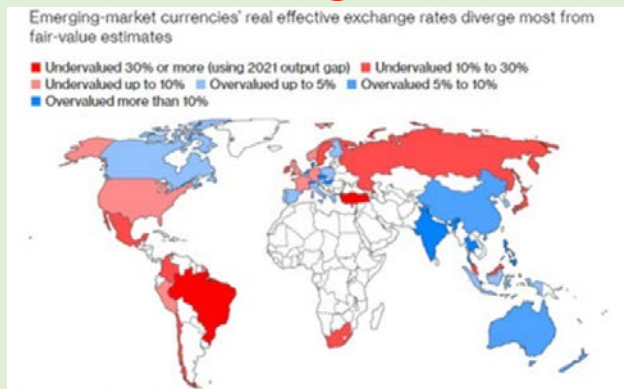 Emerging-market currencies' real effective exchange rates diverge most from
fair-value estimates
Undervalued 30% or more (using 2021 output gap) Undervalued 10% to 30%
Undervalued up to 10% Overvalued up to 5% Overvalued 5% to 10%
Overvalued more than 10%